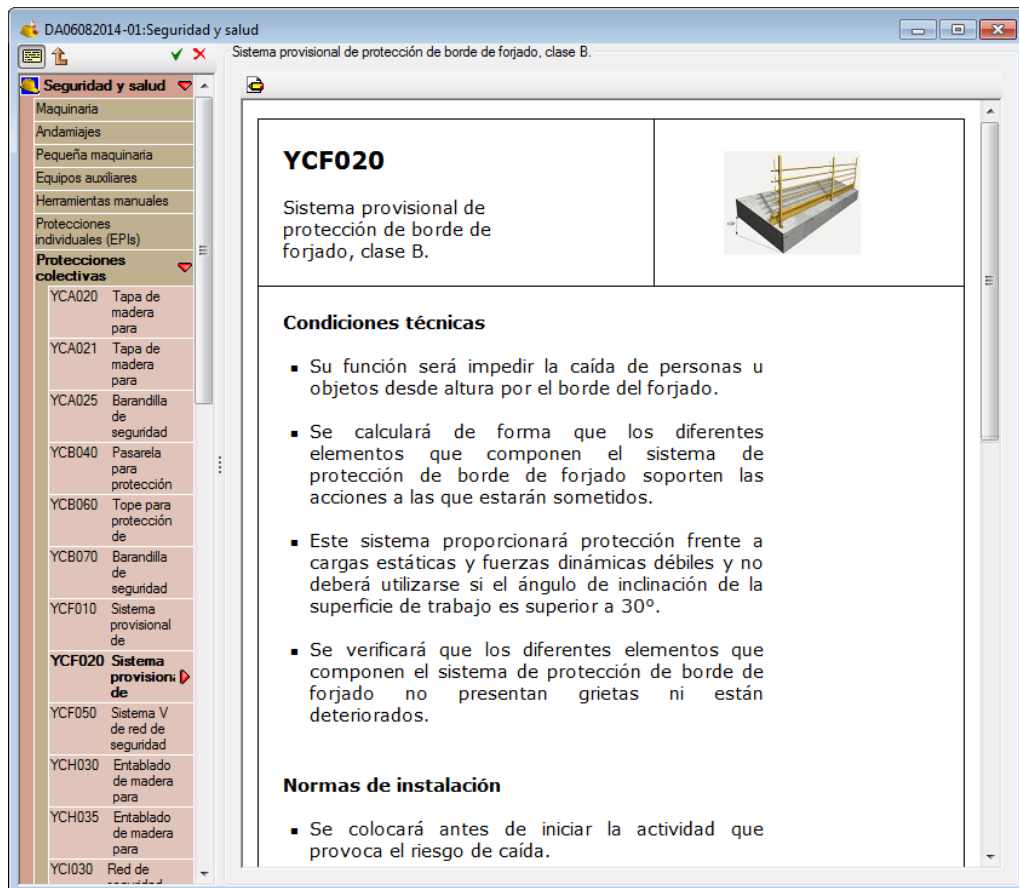 DA06082014-01:Seguridad y salud
Sistema provisional de protección de borde de forjado, clase B.
Seguridad y salud
Maquinaria
Andamiajes
Pequeña maquinaria
Equipos auxiliares
Herramientas manuales
Protecciones
individuales (EPIs)
Protecciones
colectivas
YCA020 Tapa de
madera
para
YCA021 Tapa de
madera
para
YCA025 Barandilla
de
seguridad
YCB040 Pasarela
para
protección
YCB060 Tope para
protección
de
YCB070 Barandilla
de
seguridad
YCF010 Sistema
provisional
de
YCF020 Sistema
provision
de
YCF050 Sistema V
de red de
seguridad
YCH030 Entablado
de madera
para
YCH035 Entablado
de madera
para
YCI030 Red de
YCF020
Sistema provisional de
protección de borde de
forjado, clase B.
Condiciones técnicas
▪ Su función será impedir la caída de personas u
objetos desde altura por el borde del forjado.
▪ Se calculará de forma que los diferentes
elementos que componen el sistema de
protección de borde de forjado soporten las
acciones a las que estarán sometidos.
▪ Este sistema proporcionará protección frente a
cargas estáticas y fuerzas dinámicas débiles y no
deberá utilizarse si el ángulo de inclinación de la
superficie de trabajo es superior a 30º.
▪ Se verificará que los diferentes elementos que
componen el sistema de protección de borde de
forjado no presentan grietas ni están
deteriorados.
Normas de instalación
▪ Se colocará antes de iniciar la actividad que
provoca el riesgo de caída.